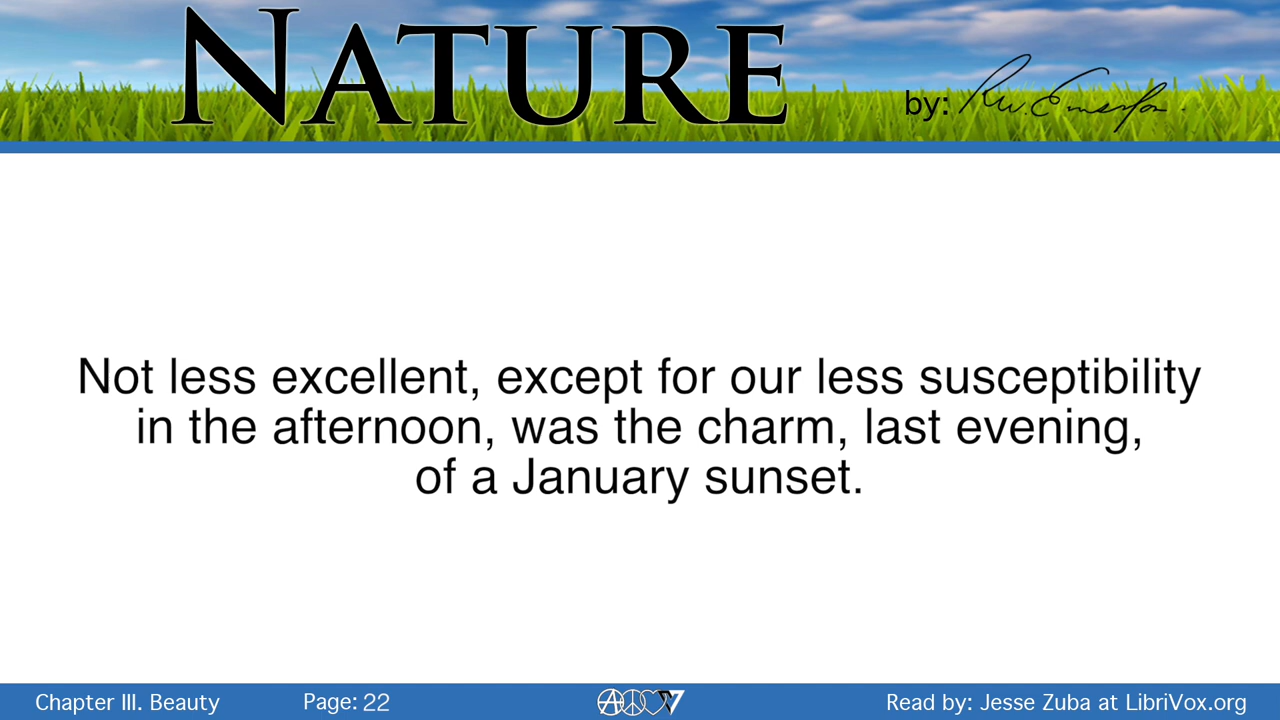 NATURE
by: R.W. Emerson.
Not less excellent, except for our less susceptibility
in the afternoon, was the charm, last evening,
of a January sunset.
Chapter III. Beauty Page: 22 Read by: Jesse Zuba at LibriVox.org